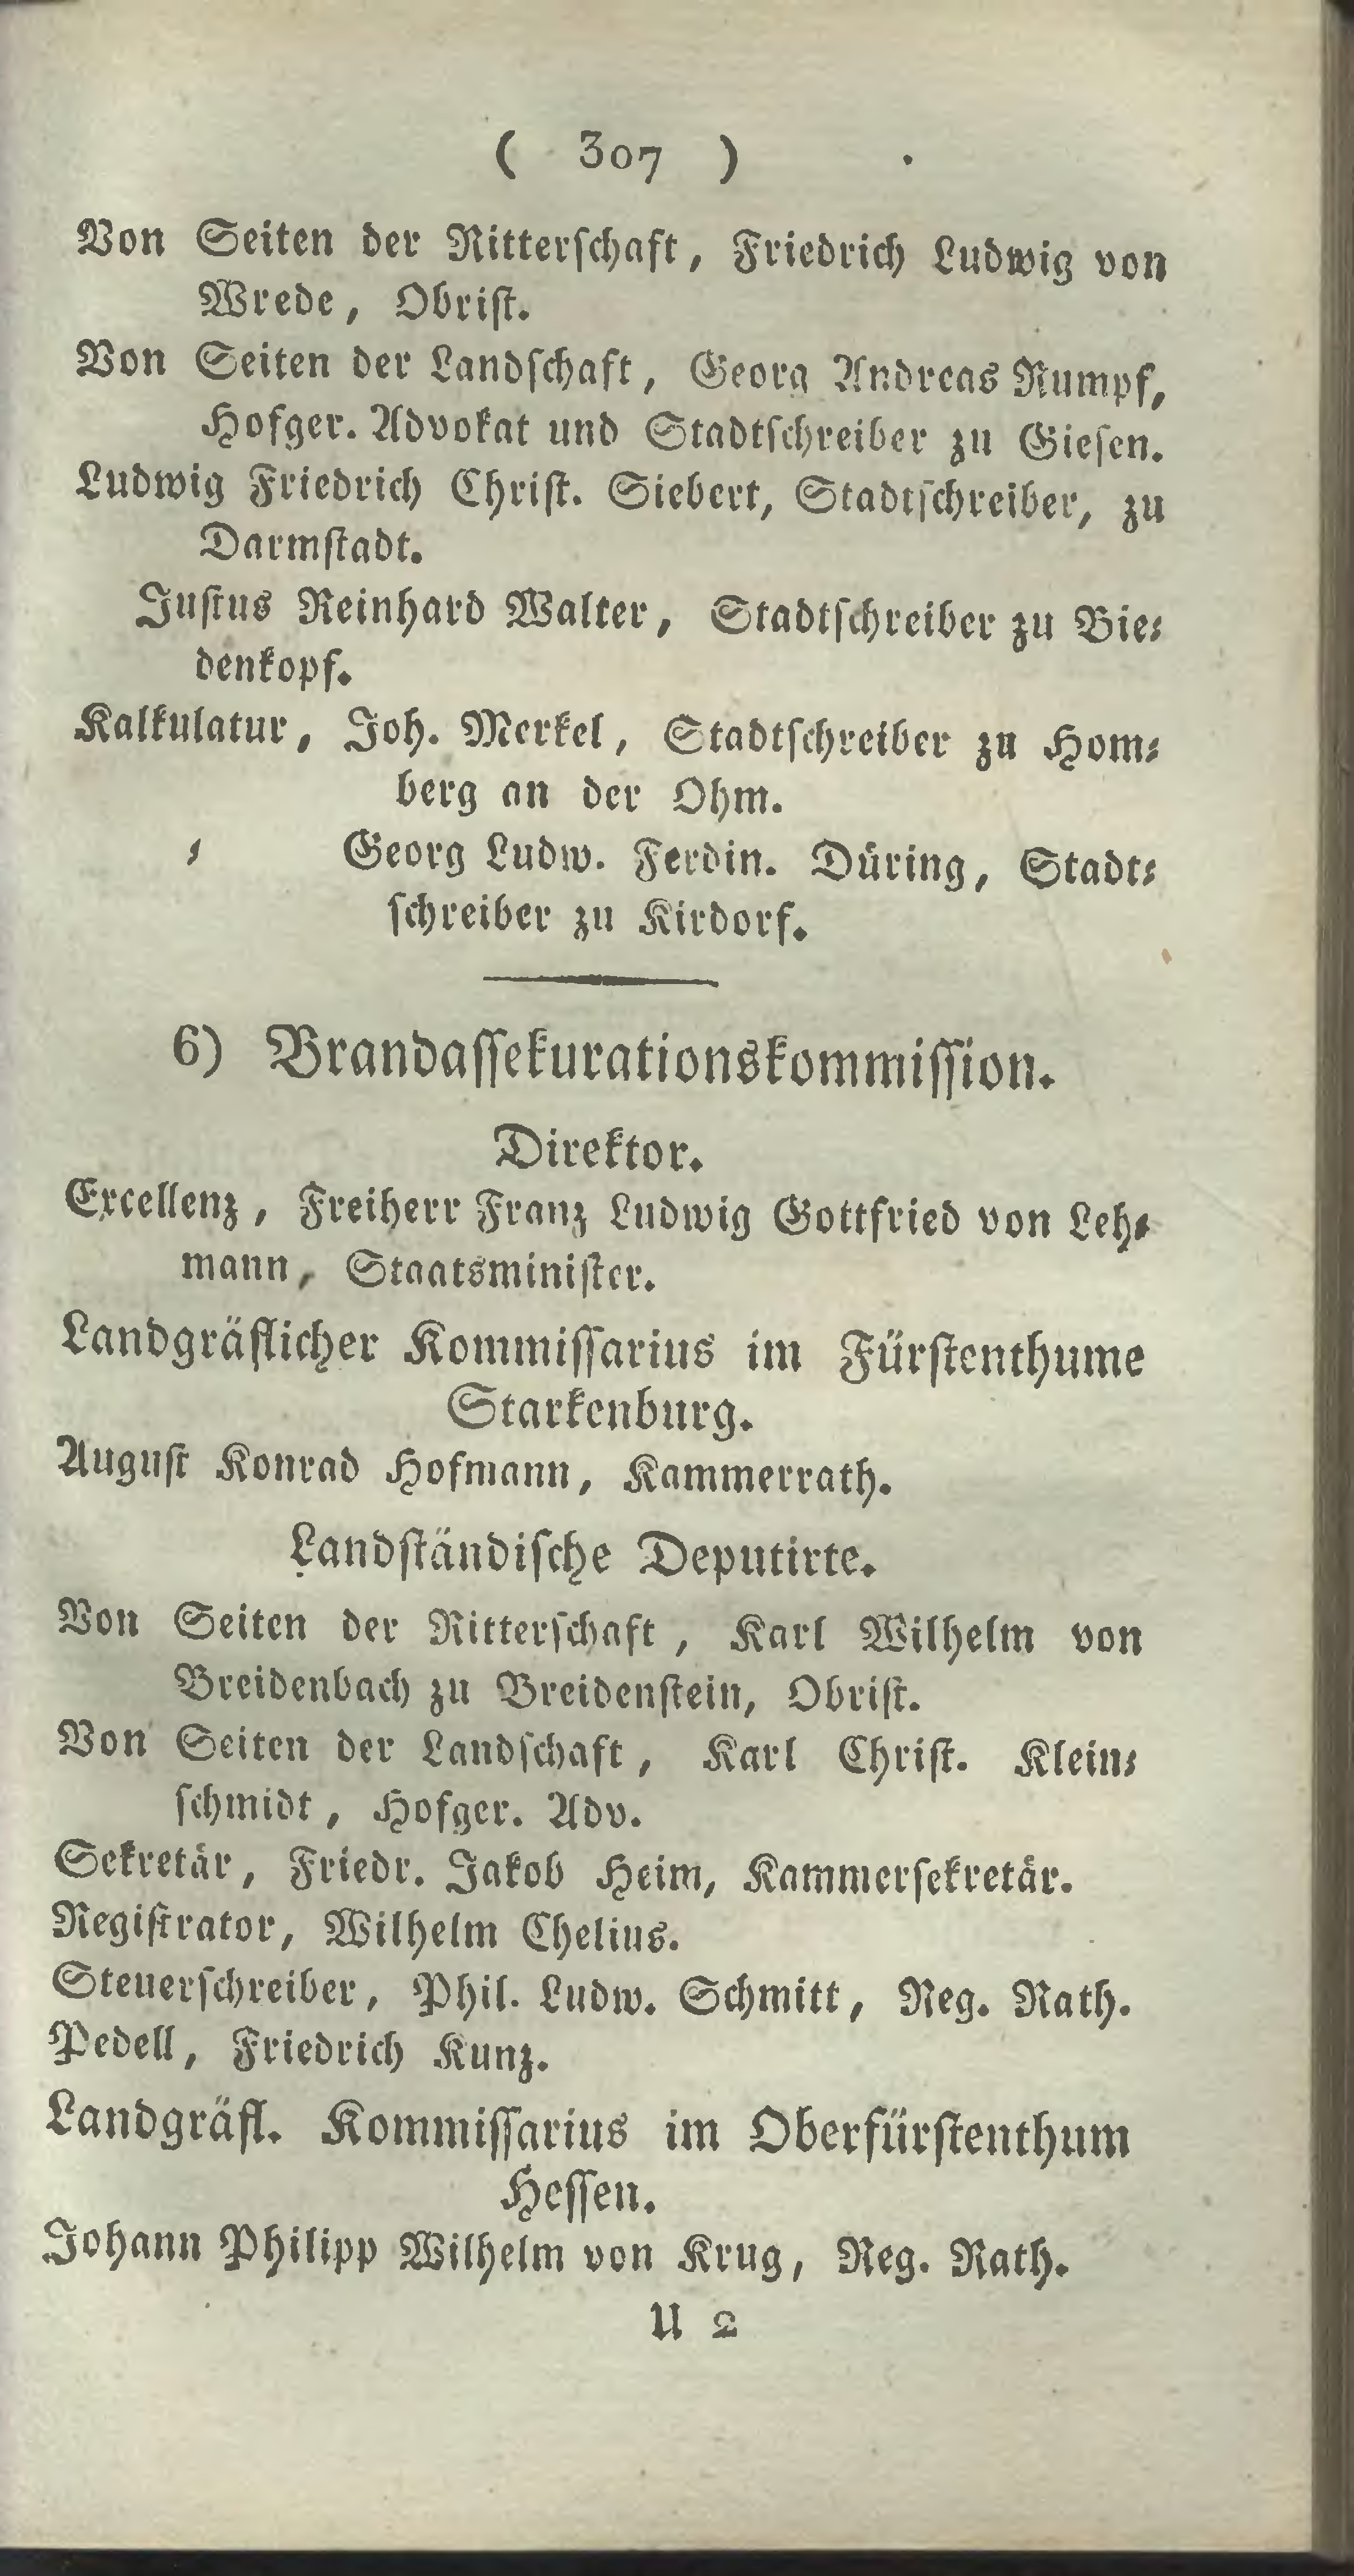 ( 307 )
Von Seiten der Ritterschaft, Friedrich Ludwig von
Wrede, Obrist.
Von Seiten der Landschaft, Georg Andreas Rumpf,
Hofger. Advokat und Stadtschreiber zu Giesen.
Ludwig Friedrich Christ. Siebert, Stadtschreiber, zu
Darmstadt.
Justus Reinhard Walter, Stadtschreiber zu Bie⸗
denkopf.
Kalkulatur, Joh. Merkel, Stadtschreiber zu Hom⸗
berg an der Ohm.
⸗ Georg Ludw. Ferdin. Düring, Stadt⸗
schreiber zu Kirdorf.
6) Brandassekurationskommission.
Direktor.
Excellenz, Freiherr Franz Ludwig Gottfried von Leh⸗
mann, Staatsminister.
Landgräflicher Kommissarius im Fürstenthume
Starkenburg.
August Konrad Hofmann, Kammerrath.
Landständische Deputirte.
Von Seiten der Ritterschaft, Karl Wilhelm von
Breidenbach zu Breidenstein, Obrist.
Von Seiten der Landschaft, Karl Christ. Klein⸗
schmidt, Hofger. Adv.
Sekretär, Friedr. Jakob Heim, Kammersekretär.
Registrator, Wilhelm Chelius.
Steuerschreiber, Phil. Ludw. Schmitt, Reg. Rath.
Pedell, Friedrich Kunz.
Landgräfl. Kommissarius im Oberfürstenthum
Hessen.
Johann Philipp Wilhelm von Krug, Reg. Rath.
U 2